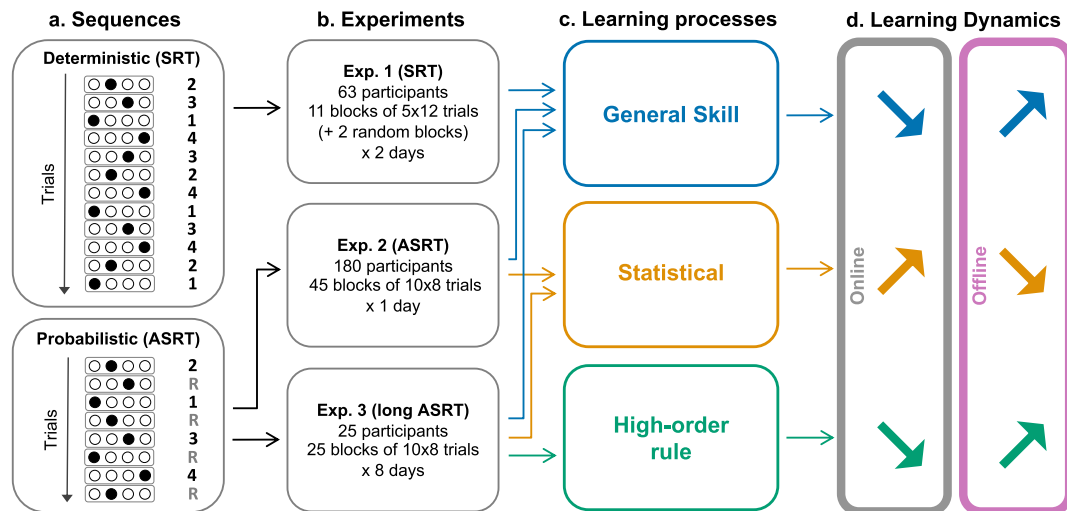 a. Sequences
Deterministic (SRT)
Trials
2
3
1
4
3
2
4
1
3
4
2
1
Probabilistic (ASRT)
Trials
2
R
1
R
3
R
4
R
b. Experiments
Exp. 1 (SRT)
63 participants
11 blocks of 5x12 trials
(+ 2 random blocks)
x 2 days
Exp. 2 (ASRT)
180 participants
45 blocks of 10x8 trials
x 1 day
Exp. 3 (long ASRT)
25 participants
25 blocks of 10x8 trials
x 8 days
c. Learning processes
General Skill
Statistical
High-order
rule
d. Learning Dynamics
Online
Offline